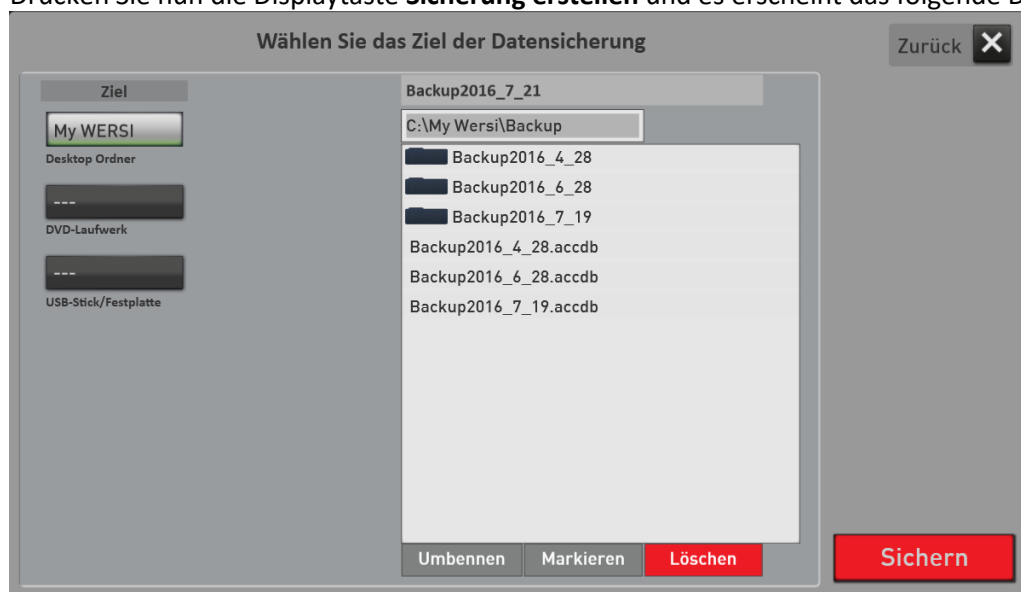 Drücken Sie nun die Displaytaste Sicherung erstellen und es erscheint das folgende
Wählen Sie das Ziel der Datensicherung
Zurück
Ziel
My WERSI
Desktop Ordner
---
DVD-Laufwerk
---
USB-Stick/Festplatte
Backup2016_7_21
C:\My Wersi\Backup
Backup2016_4_28
Backup2016_6_28
Backup2016_7_19
Backup2016_4_28.accdb
Backup2016_6_28.accdb
Backup2016_7_19.accdb
Umbennen Markieren Löschen
Sichern